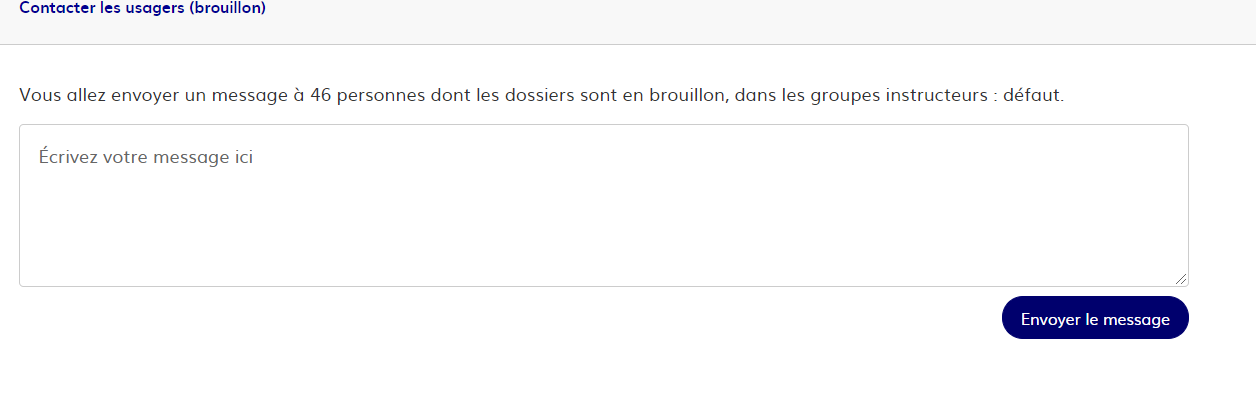 Contacter les usagers (brouillon)
Vous allez envoyer un message à 46 personnes dont les dossiers sont en brouillon, dans les groupes instructeurs : défaut.
Écrivez votre message ici
Envoyer le message